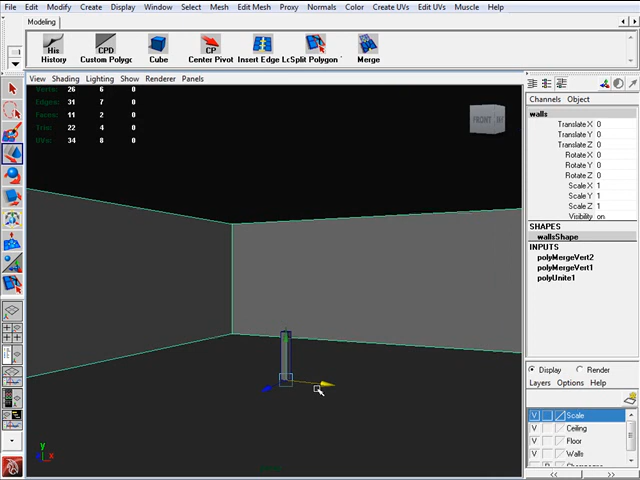 File Edit Modify Create Display Window Select Mesh Edit Mesh Proxy Normals Color Create UVs Edit UVs Muscle Help
Modeling
His CPD CP
History Custom Polygo Cube Center Pivot Insert Edge Lc Split Polygon Merge
View Shading Lighting Show Renderer Panels
Channels Object
Verts: 26 6 0
Edges: 31 7 0
Faces: 11 2 0
Tris: 22 4 0
UVs: 34 8 0
FRONT
walls
Translate X 0
Translate Y 0
Translate Z 0
Rotate X 0
Rotate Y 0
Rotate Z 0
Scale X 1
Scale Y 1
Scale Z 1
Visibility on
SHAPES
wallsShape
INPUTS
polyMergeVert2
polyMergeVert1
polyUnite1
Display Render
Layers Options Help
V Scale
V Ceiling
V Floor
V Walls
y
x